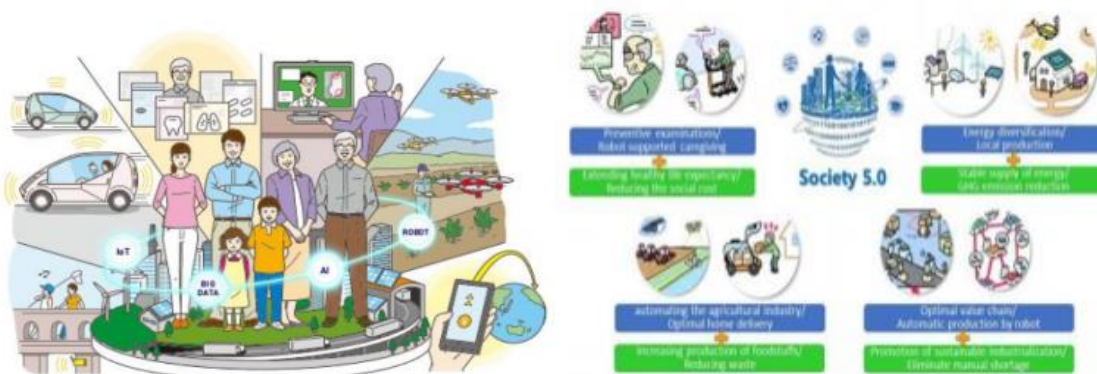 IoT
BIG
DATA
AI
ROBOT
Preventive examinations/
Robot supported caregiving
Extending healthy life expectancy/
Reducing the social cost
Society 5.0
Energy diversification/
Local production
Stable supply of energy/
GHG emission reduction
automating the agricultural industry/
Optimal home delivery
Increasing production of foodstuffs/
Reducing waste
Optimal value chain/
Automatic production by robot
Promotion of sustainable industrialization/
Eliminate manual shortage